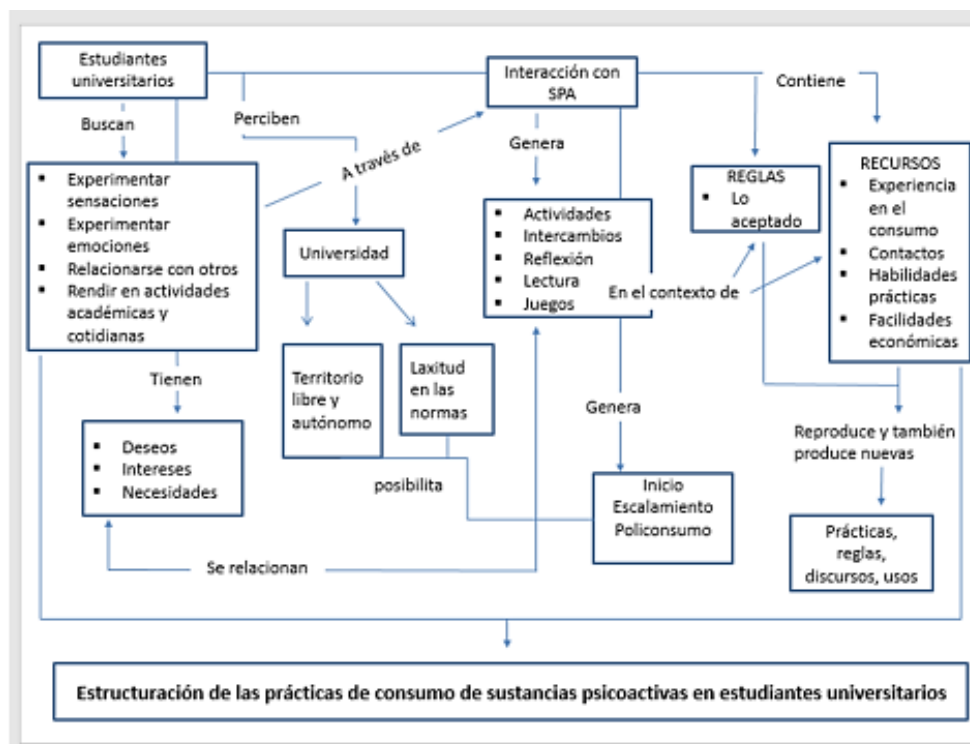 Estudiantes
universitarios
Interacción con
SPA
Contiene
Buscan
Perciben
A través de
Genera
▪ Experimentar
sensaciones
▪ Experimentar
emociones
▪ Relacionarse con otros
▪ Rendir en actividades
académicas y
cotidianas
Universidad
▪ Actividades
▪ Intercambios
▪ Reflexión
▪ Lectura
▪ Juegos
REGLAS
▪ Lo
aceptado
RECURSOS
▪ Experiencia
en el
consumo
▪ Contactos
▪ Habilidades
prácticas
▪ Facilidades
económicas
En el contexto de
Tienen
Territorio
libre y
autónomo
Laxitud
en las
normas
Genera
▪ Deseos
▪ Intereses
▪ Necesidades
posibilita
Inicio
Escalamiento
Policonsumo
Reproduce y también
produce nuevas
Prácticas,
reglas,
discursos, usos
Se relacionan
Estructuración de las prácticas de consumo de sustancias psicoactivas en estudiantes universitarios